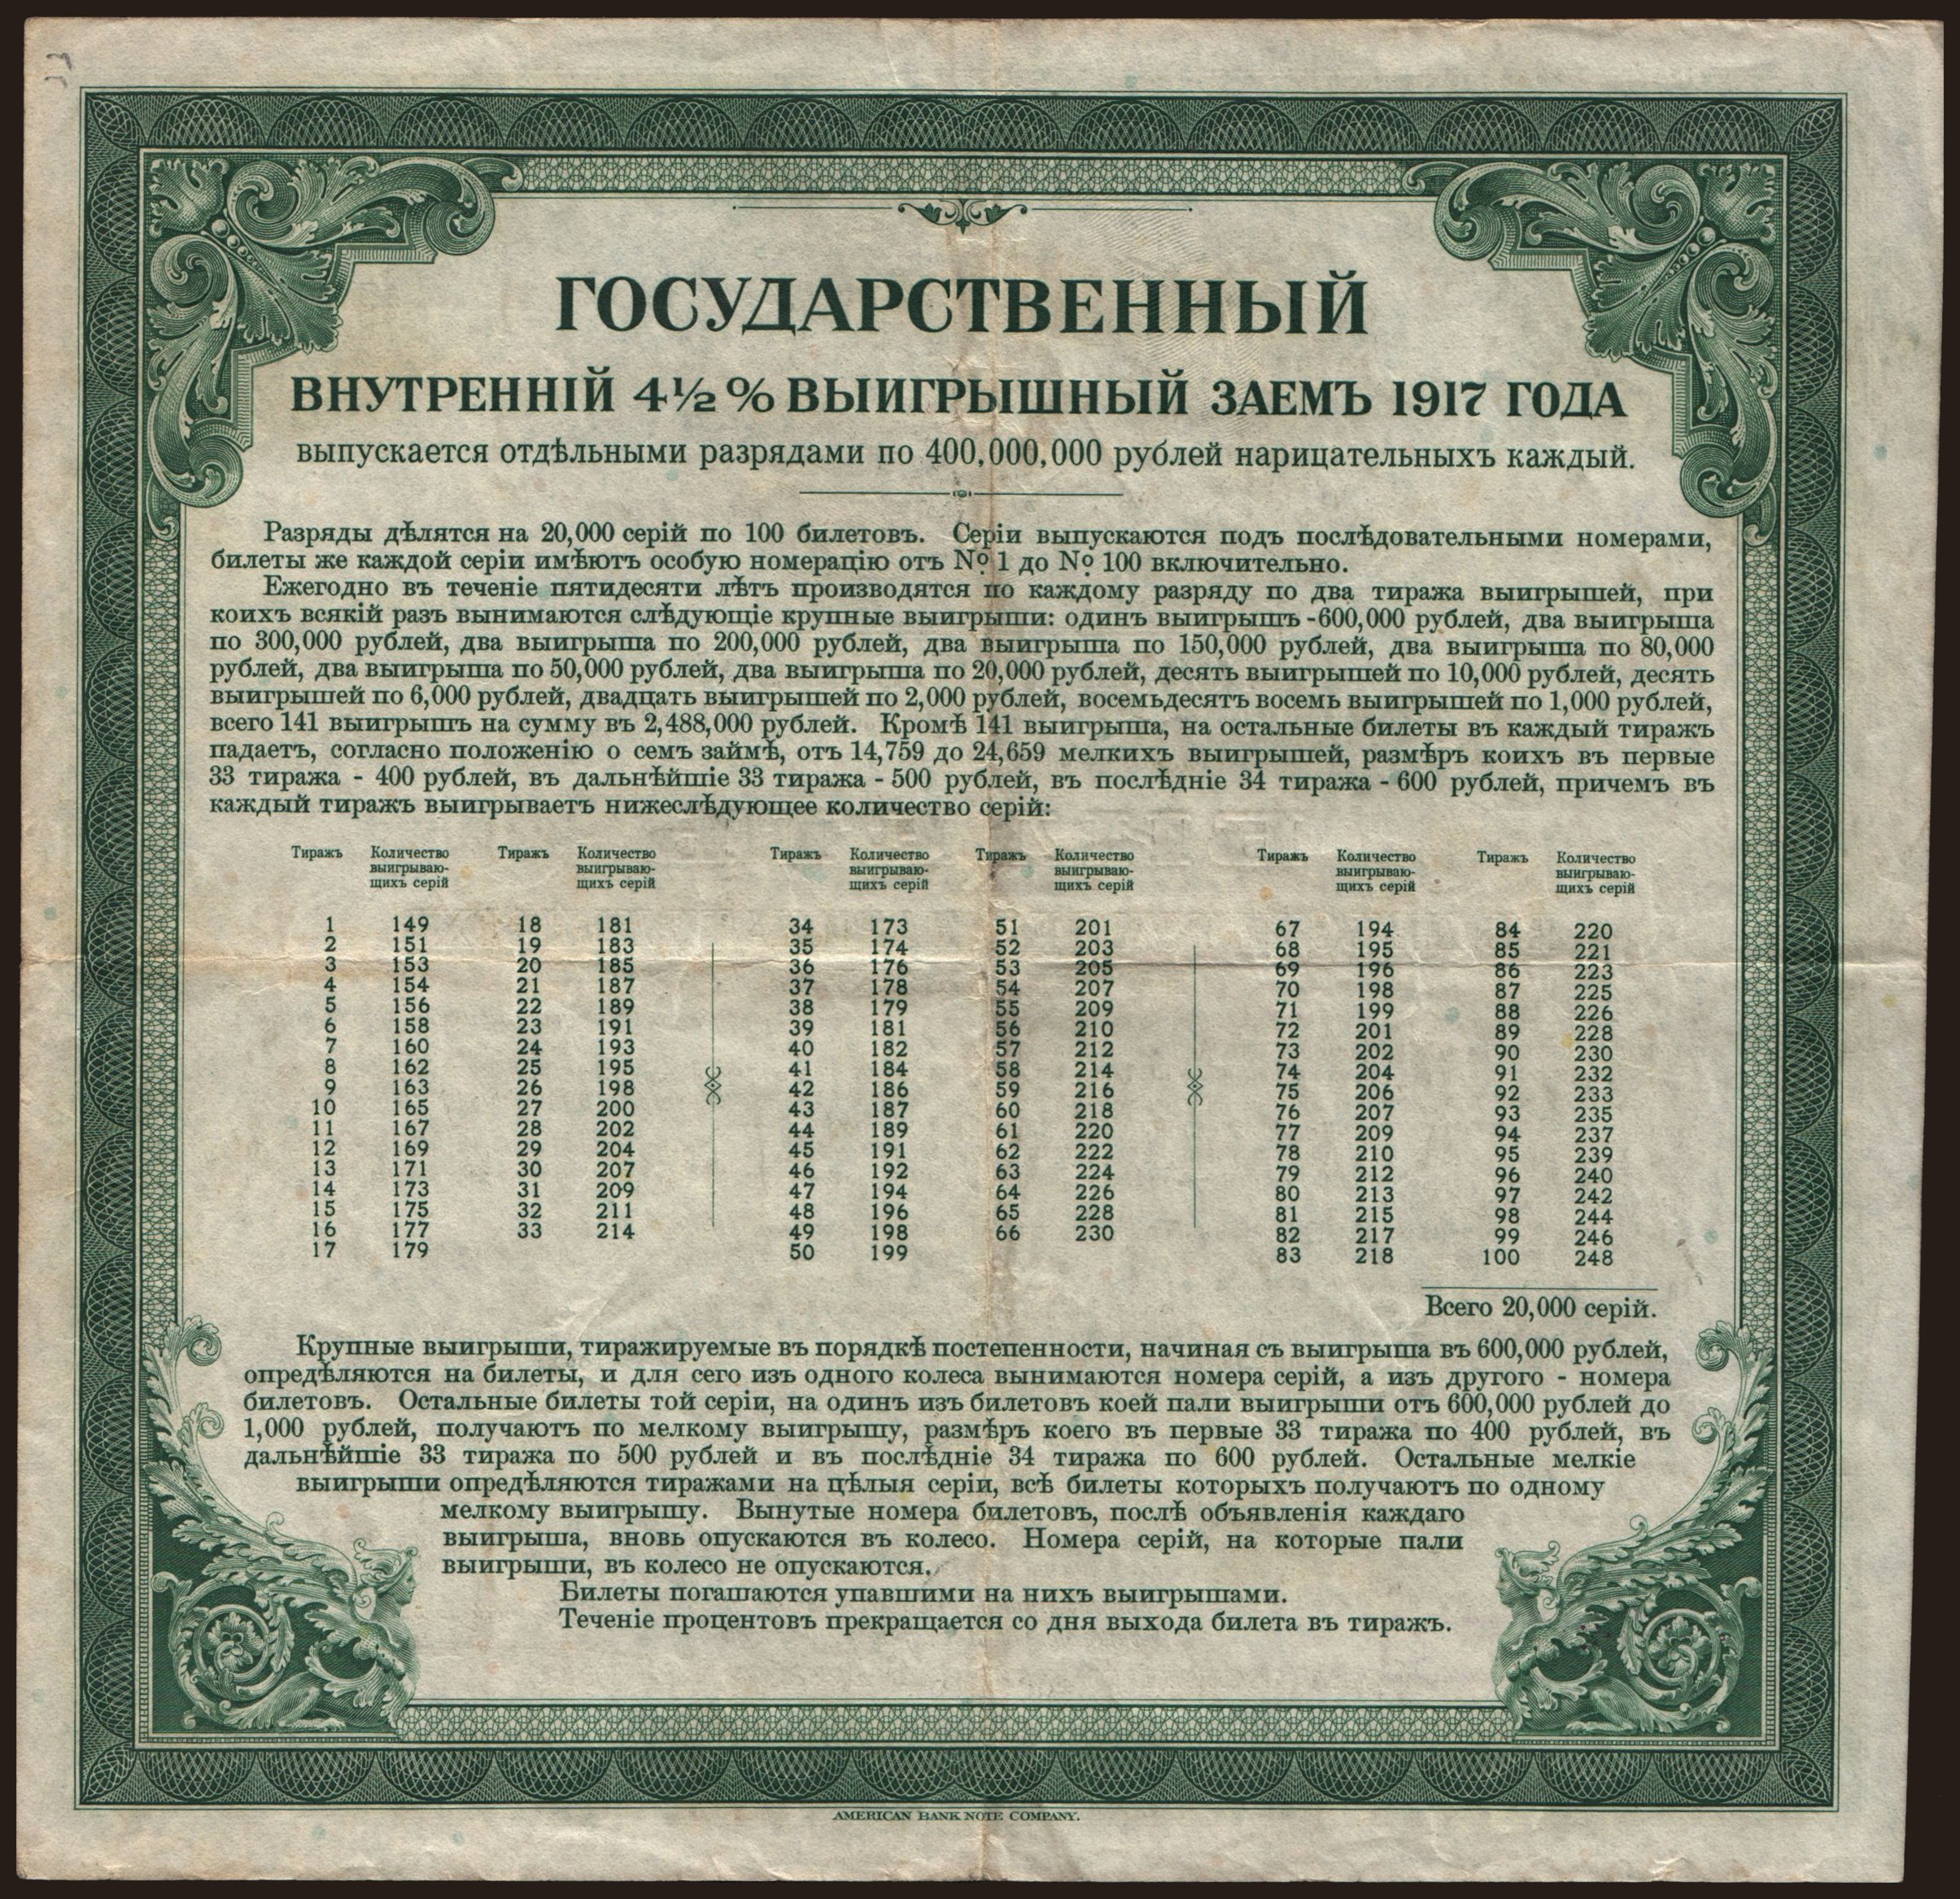 ГОСУДАРСТВЕННЫЙ
ВНУТРЕННІЙ 4½% ВЫИГРЫШНЫЙ ЗАЕМЪ 1917 ГОДА
выпускается отдѣльными разрядами по 400,000,000 рублей нарицательныхъ каждый.
Разряды дѣлятся на 20,000 серій по 100 билетовъ. Серіи выпускаются подъ послѣдовательными номерами,
билеты же каждой серіи имѣютъ особую номерацію отъ № 1 до № 100 включительно.
Ежегодно въ теченіе пятидесяти лѣтъ производятся по каждому разряду по два тиража выигрышей, при
коихъ всякій разъ вынимаются слѣдующіе крупные выигрыши: одинъ выигрышъ -600,000 рублей, два выигрыша
по 300,000 рублей, два выигрыша по 200,000 рублей, два выигрыша по 150,000 рублей, два выигрыша по 80,000
рублей, два выигрыша по 50,000 рублей, два выигрыша по 20,000 рублей, десять выигрышей по 10,000 рублей, десять
выигрышей по 6,000 рублей, двадцать выигрышей по 2,000 рублей, восемьдесятъ восемь выигрышей по 1,000 рублей,
всего 141 выигрышъ на сумму въ 2,488,000 рублей. Кромѣ 141 выигрыша, на остальные билеты въ каждый тиражъ
падаетъ, согласно положенію о семъ займѣ, отъ 14,759 до 24,659 мелкихъ выигрышей, размѣръ коихъ въ первые
33 тиража - 400 рублей, въ дальнѣйшіе 33 тиража - 500 рублей, въ послѣдніе 34 тиража - 600 рублей, причемъ въ
каждый тиражъ выигрываетъ нижеслѣдующее количество серій:
Тиражъ Количество Тиражъ Количество Тиражъ Количество Тиражъ Количество Тиражъ Количество Тиражъ Количество
выигрываю- выигрываю- выигрываю- выигрываю- выигрываю- выигрываю-
щихъ серій щихъ серій щихъ серій щихъ серій щихъ серій щихъ серій
1 149 18 181 34 173 51 201 67 194 84 220
2 151 19 183 35 174 52 203 68 195 85 221
3 153 20 185 36 176 53 205 69 196 86 223
4 154 21 187 37 178 54 207 70 198 87 225
5 156 22 189 38 179 55 209 71 199 88 226
6 158 23 191 39 181 56 210 72 201 89 228
7 160 24 193 40 182 57 212 73 202 90 230
8 162 25 195 41 184 58 214 74 204 91 232
9 163 26 198 42 186 59 216 75 206 92 233
10 165 27 200 43 187 60 218 76 207 93 235
11 167 28 202 44 189 61 220 77 209 94 237
12 169 29 204 45 191 62 222 78 210 95 239
13 171 30 207 46 192 63 224 79 212 96 240
14 173 31 209 47 194 64 226 80 213 97 242
15 175 32 211 48 196 65 228 81 215 98 244
16 177 33 214 49 198 66 230 82 217 99 246
17 179 50 199 83 218 100 248
Всего 20,000 серій.
Крупные выигрыши, тиражируемые въ порядкѣ постепенности, начиная съ выигрыша въ 600,000 рублей,
опредѣляются на билеты, и для сего изъ одного колеса вынимаются номера серій, а изъ другого - номера
билетовъ. Остальные билеты той серіи, на одинъ изъ билетовъ коей пали выигрыши отъ 600,000 рублей до
1,000 рублей, получаютъ по мелкому выигрышу, размѣръ коего въ первые 33 тиража по 400 рублей, въ
дальнѣйшіе 33 тиража по 500 рублей и въ послѣдніе 34 тиража по 600 рублей. Остальные мелкіе
выигрыши опредѣляются тиражами на цѣлыя серіи, всѣ билеты которыхъ получаютъ по одному
мелкому выигрышу. Вынутые номера билетовъ, послѣ объявленія каждаго
выигрыша, вновь опускаются въ колесо. Номера серій, на которые пали
выигрыши, въ колесо не опускаются.
Билеты погашаются упавшими на нихъ выигрышами.
Теченіе процентовъ прекращается со дня выхода билета въ тиражъ.
AMERICAN BANK NOTE COMPANY.